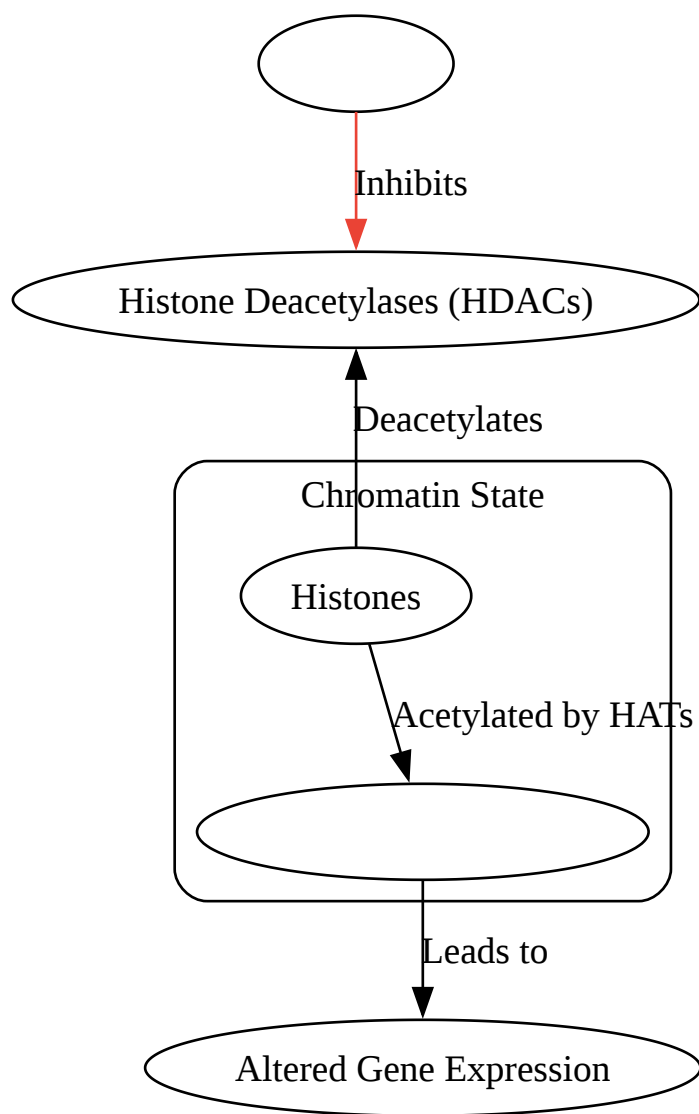 Inhibits
Histone Deacetylases (HDACs)
Deacetylates
Chromatin State
Histones
Acetylated by HATs
Leads to
Altered Gene Expression